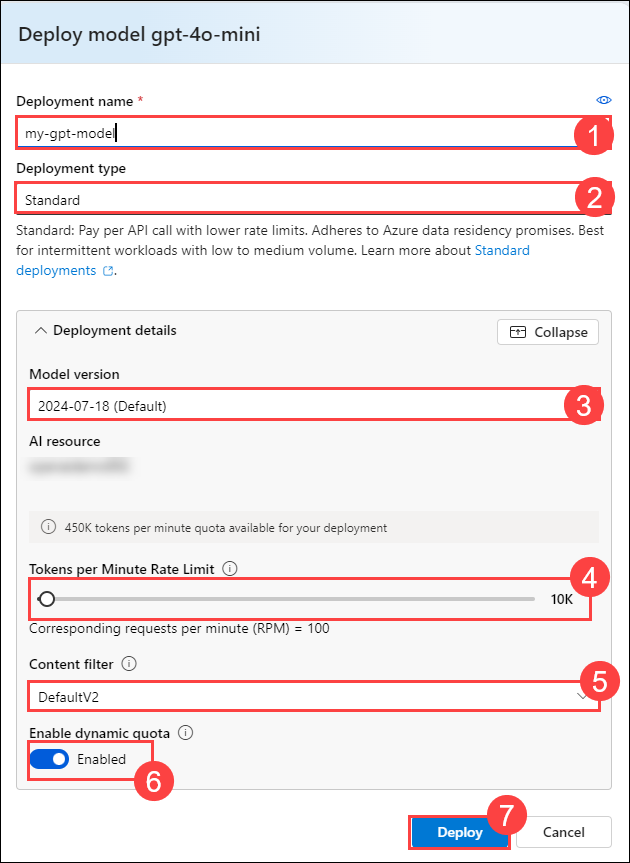 Deploy model gpt-4o-mini
Deployment name *
my-gpt-model
1
Deployment type
Standard
2
Standard: Pay per API call with lower rate limits. Adheres to Azure data residency promises. Best
for intermittent workloads with low to medium volume. Learn more about Standard
deployments.
Deployment details
Collapse
Model version
2024-07-18 (Default)
3
AI resource
450K tokens per minute quota available for your deployment
Tokens per Minute Rate Limit
4
10K
Corresponding requests per minute (RPM) = 100
Content filter
5
DefaultV2
Enable dynamic quota
Enabled
6
7
Deploy
Cancel